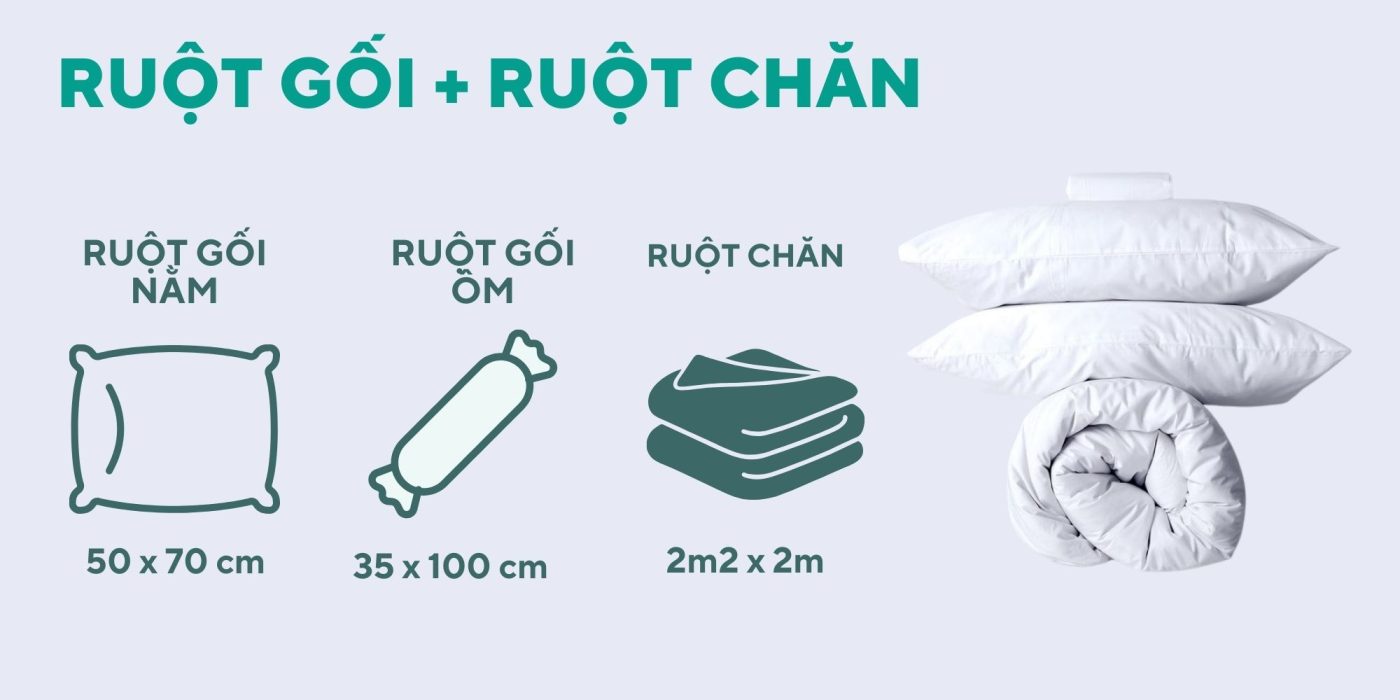 RUỘT GỐI + RUỘT CHĂN
RUỘT GỐI
NẰM
50 x 70 cm
RUỘT GỐI
ỒM
35 x 100 cm
RUỘT CHĂN
2m2 x 2m